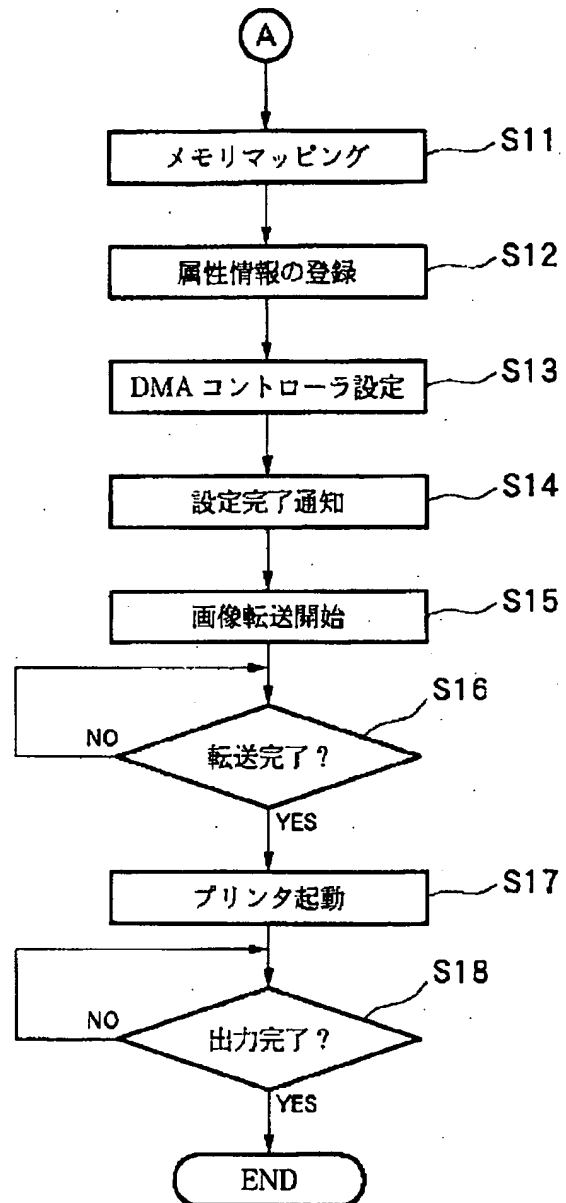 A
メモリマッピング
S11
属性情報の登録
S12
DMA コントローラ設定
S13
設定完了通知
S14
画像転送開始
S15
転送完了？
S16
NO
YES
プリンタ起動
S17
出力完了？
S18
NO
YES
END